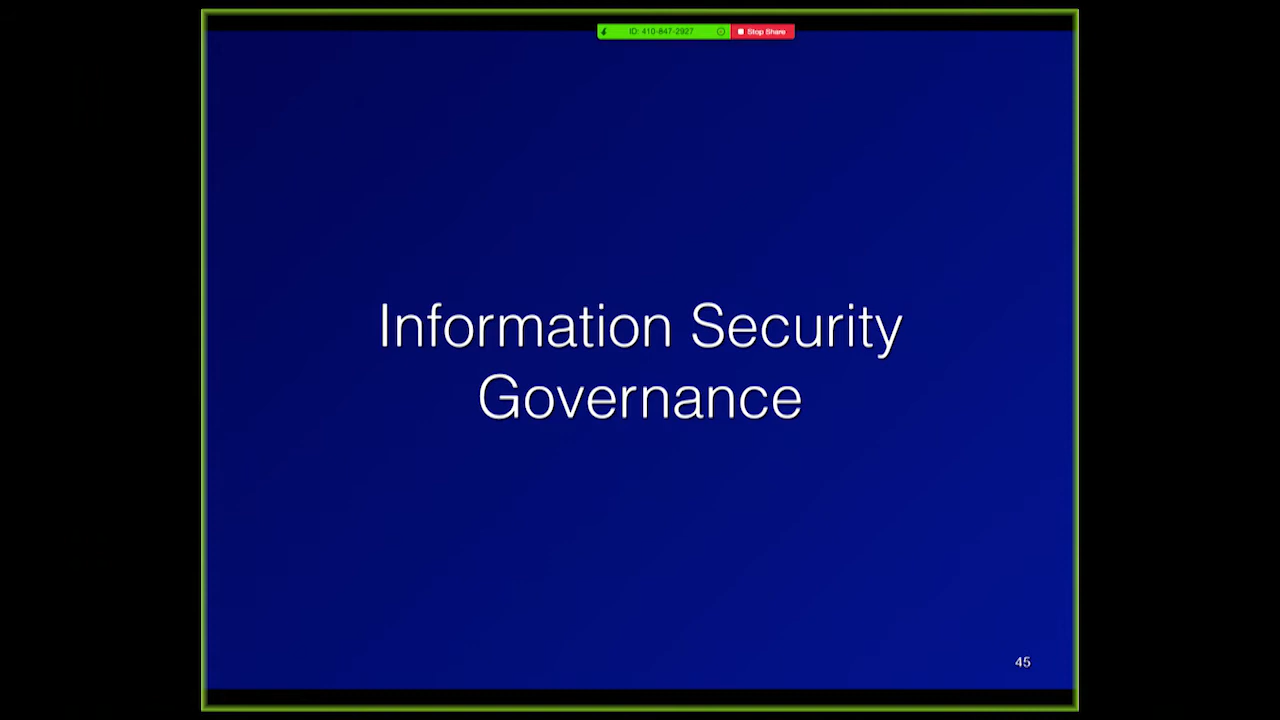 ID: 410-847-2927
Stop Share
Information Security
Governance
45